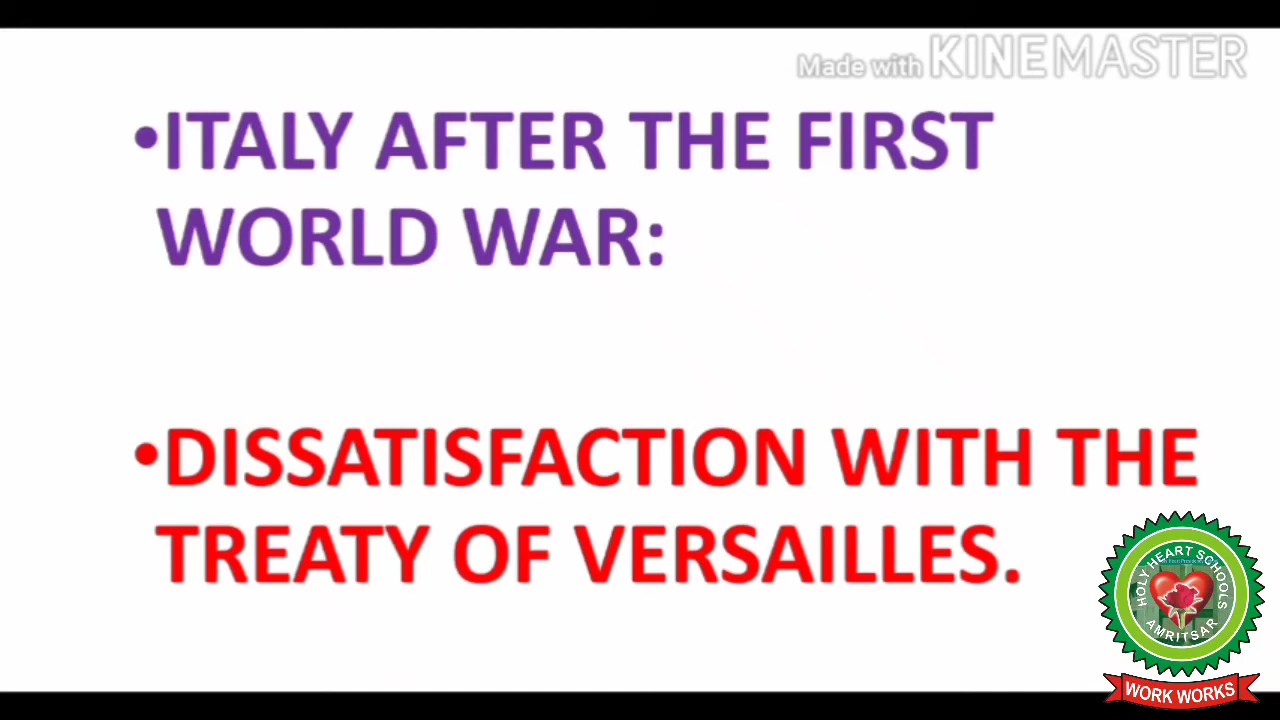 Made with KINEMASTER
•ITALY AFTER THE FIRST
WORLD WAR:
•DISSATISFACTION WITH THE
TREATY OF VERSAILLES.
HOLY HEART SCHOOLS
AMRITSAR
WORK WORKS